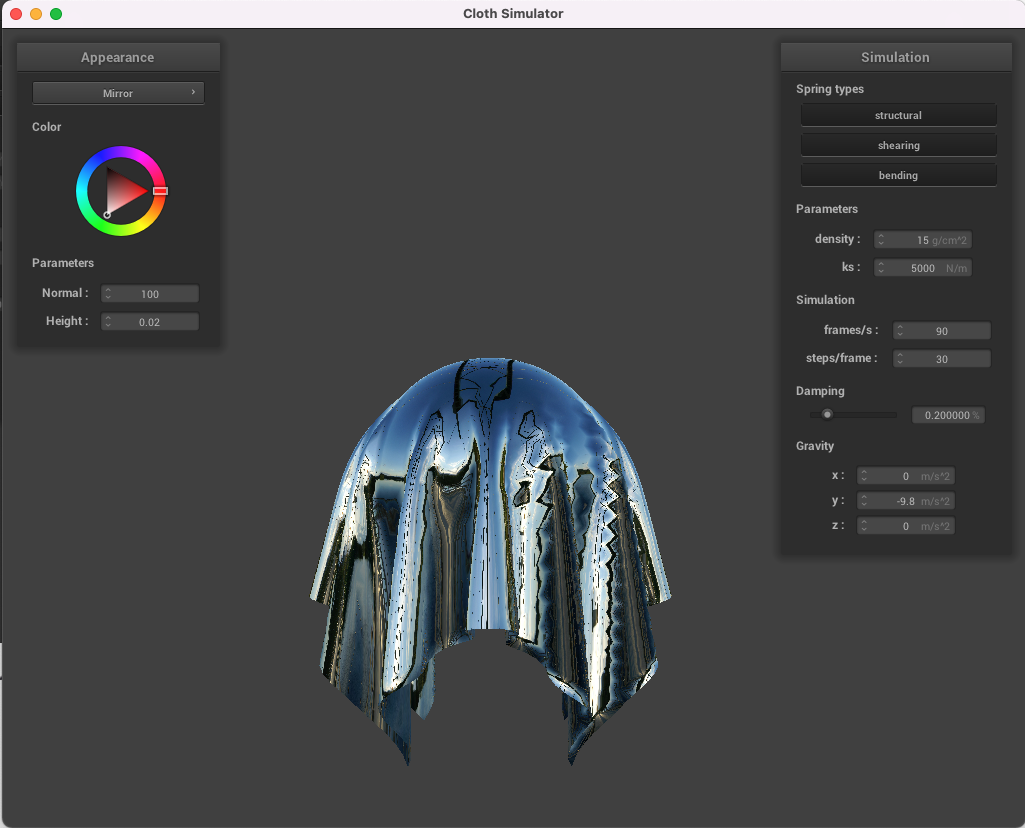 Cloth Simulator
Appearance
Mirror
Color
Parameters
Normal : 100
Height : 0.02
Simulation
Spring types
structural
shearing
bending
Parameters
density : 15 g/cm^2
ks : 5000 N/m
Simulation
frames/s : 90
steps/frame : 30
Damping
0.200000 %
Gravity
x : 0 m/s^2
y : -9.8 m/s^2
z : 0 m/s^2